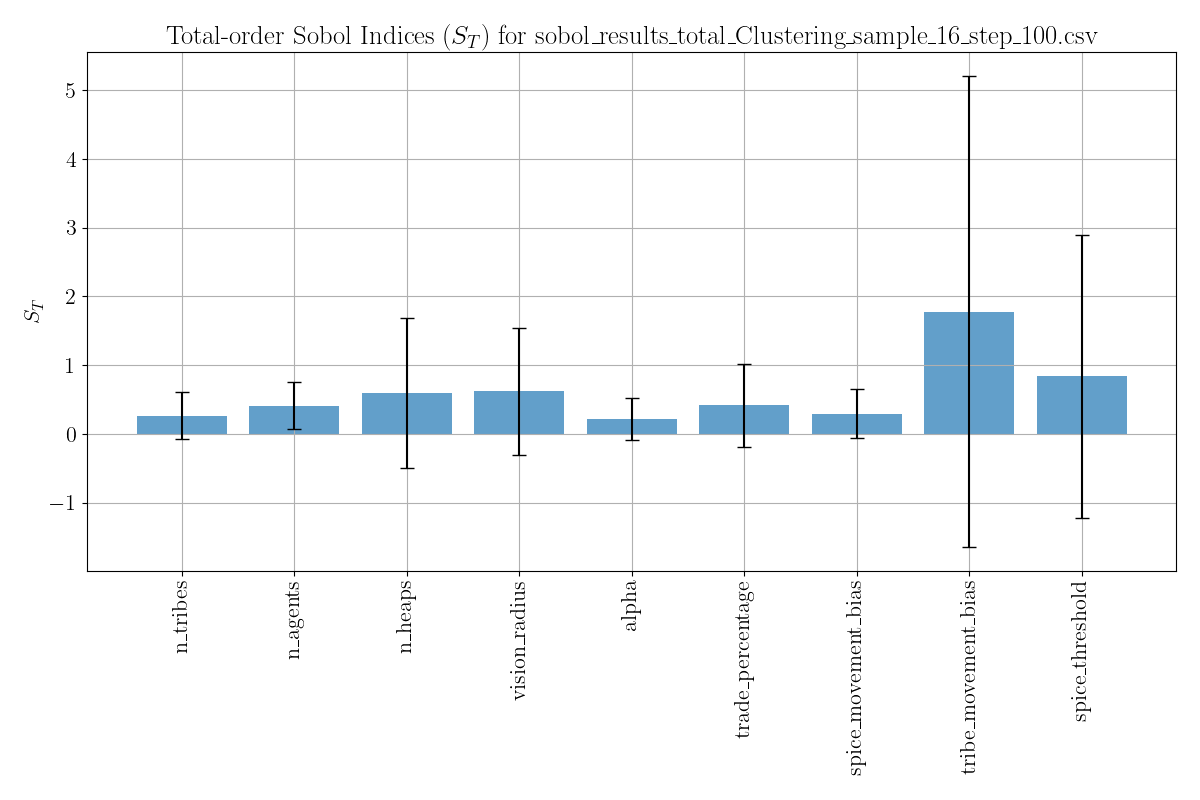 Total-order Sobol Indices (S_T) for sobol_results_total_Clustering_sample_16_step_100.csv
5
4
3
2
1
0
−1
S_T
n_tribes
n_agents
n_heaps
vision_radius
alpha
trade_percentage
spice_movement_bias
tribe_movement_bias
spice_threshold